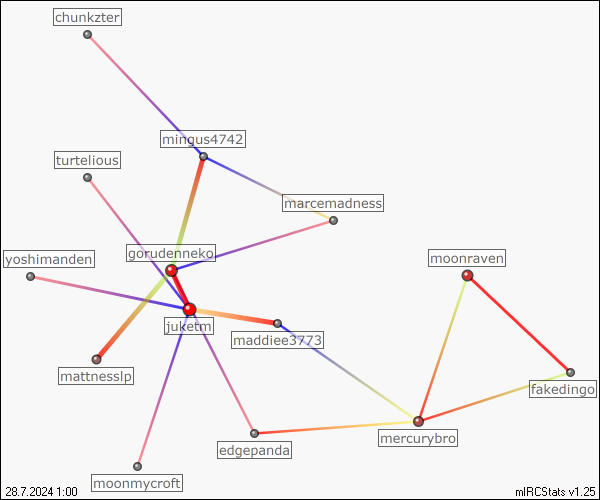 chunkzter
mingus4742
turtelious
marcemadness
gorudenneko
yoshimanden
moonraven
juketm
maddiee3773
mattnesslp
fakedingo
mercurybro
edgepanda
moonmycroft
28.7.2024 1:00
mIRCStats v1.25